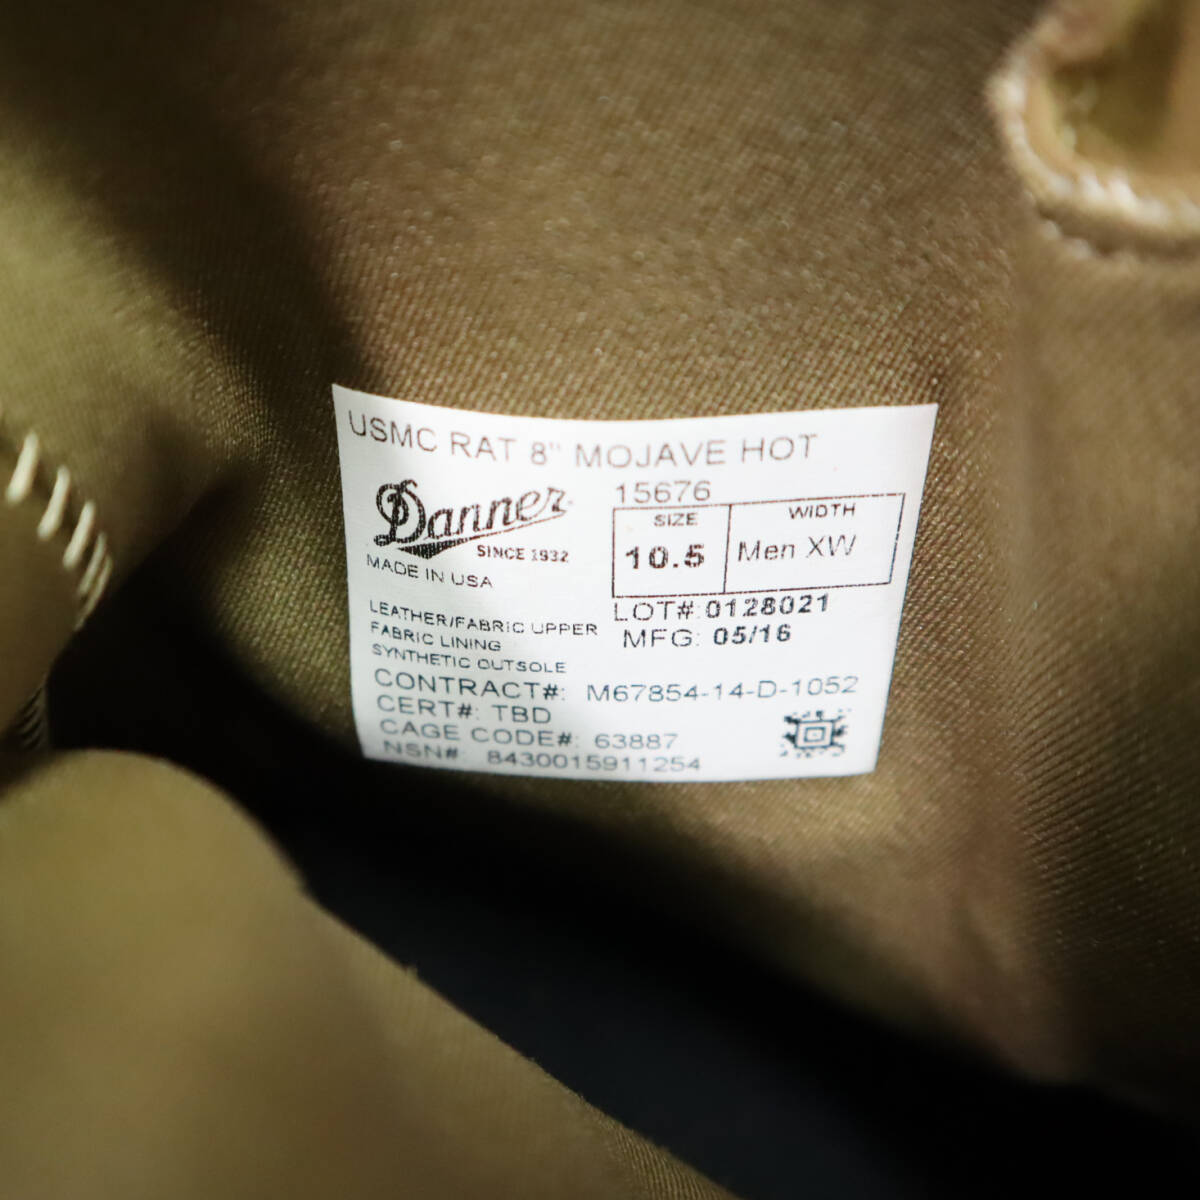 USMC RAT 8" MOJAVE HOT
15676
Danner
SINCE 1932
MADE IN USA
SIZE
10.5
WIDTH
Men XW
LOT#: 0128021
MFG: 05/16
LEATHER/FABRIC UPPER
FABRIC LINING
SYNTHETIC OUTSOLE
CONTRACT#: M67854-14-D-1052
CERT#: TBD
CAGE CODE#: 63887
NSN#: 8430015911254